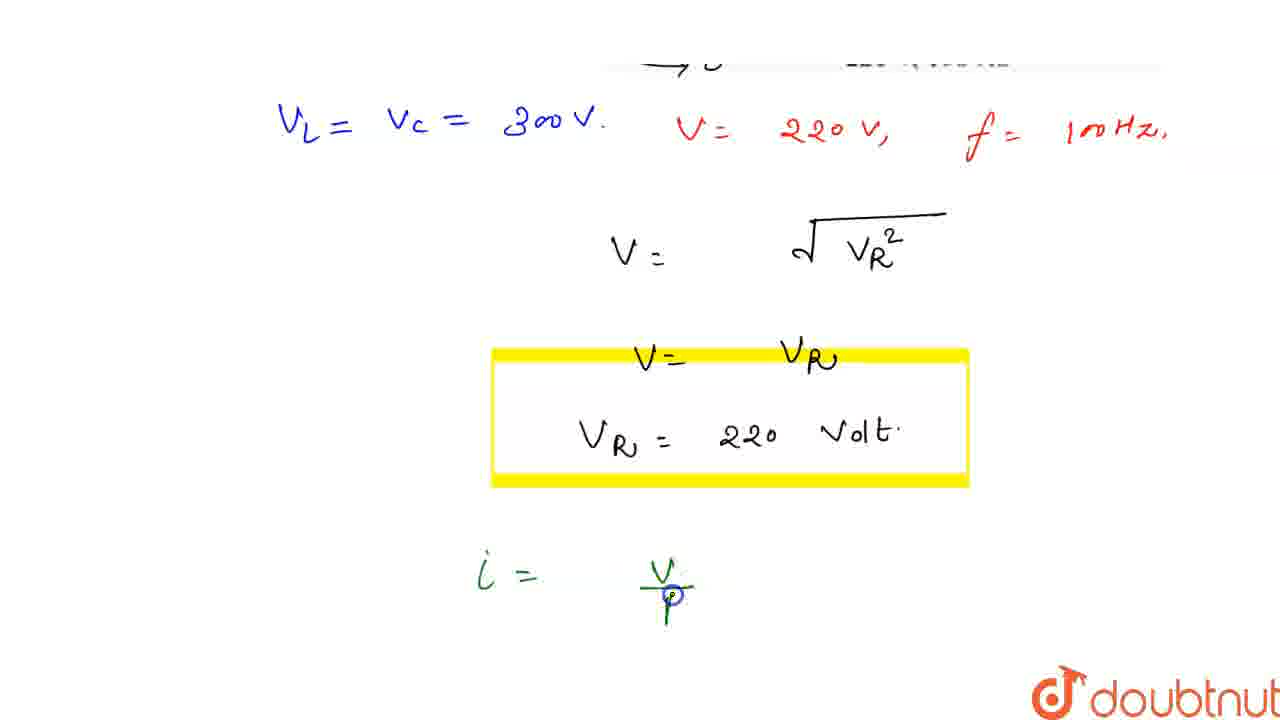 V_L = V_C = 300 V. V = 220 V, f = 100 Hz.
V = √V_R²
V = V_R
V_R = 220 Volt.
i = V
doubtnut